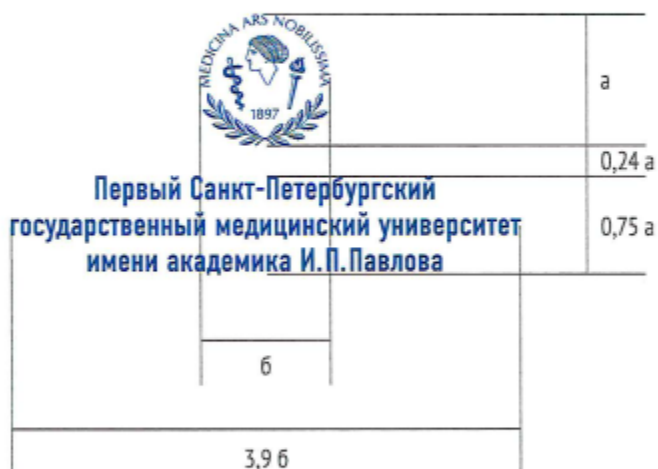 MEDICINA ARS NOBILISSIMA
1897
а
0,24 а
Первый Санкт-Петербургский
государственный медицинский университет
имени академика И.П.Павлова
0,75 а
б
3,9 б